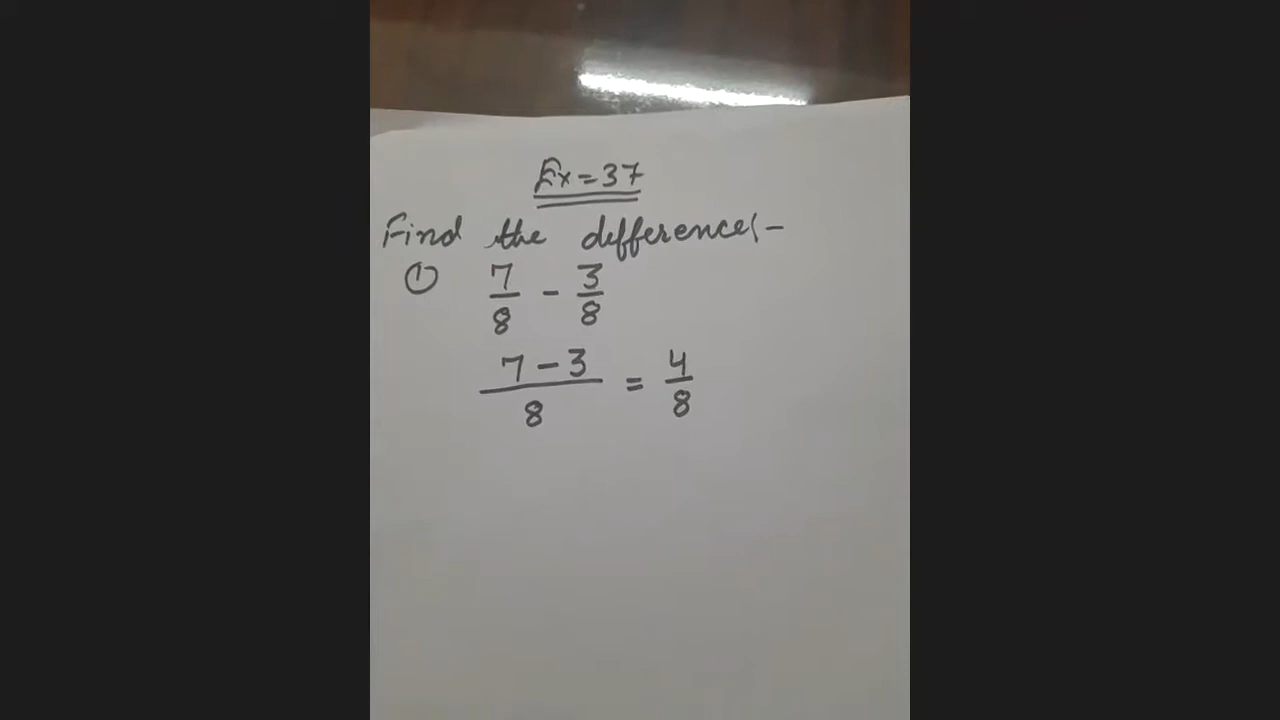 Ex = 37
Find the difference:-
① 7/8 - 3/8
7 - 3/8 = 4/8